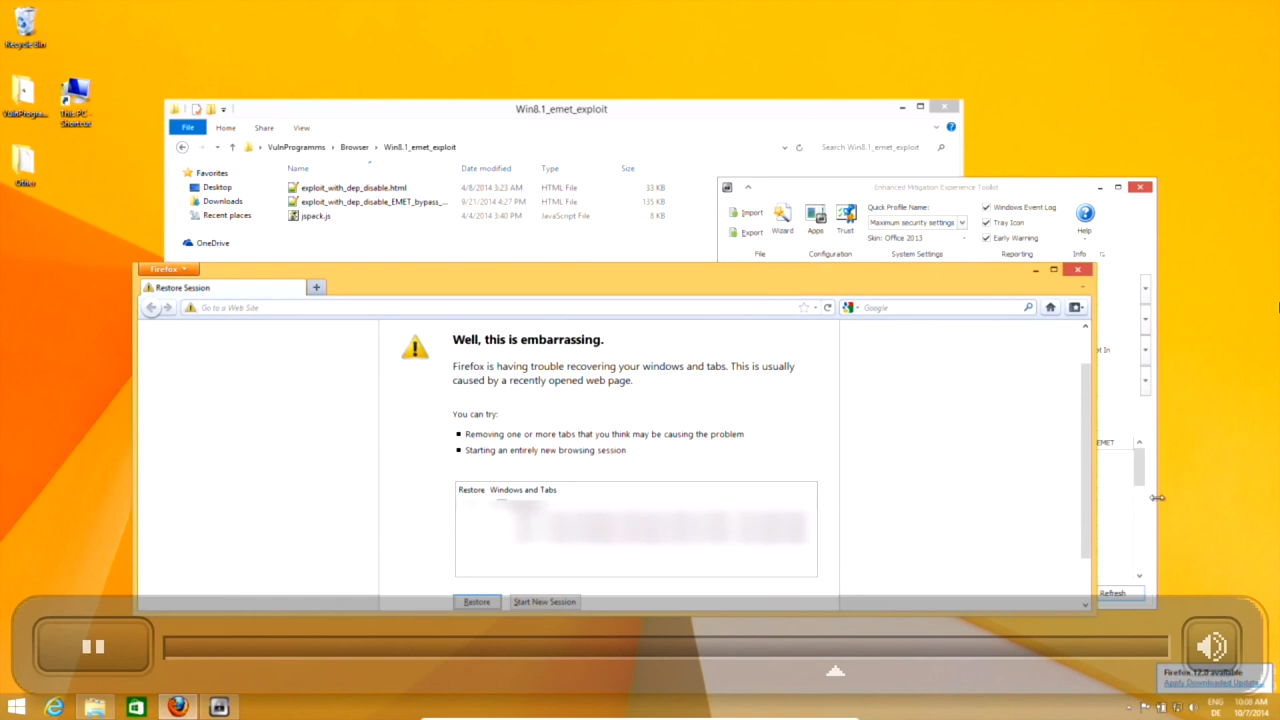 Recycle Bin
VulnProgra...
This PC -
Shortcut
Other
Win8.1_emet_exploit
File Home Share View
VulnProgramms Browser Win8.1_emet_exploit
Search Win8.1_emet_exploit
Name Date modified Type Size
Favorites
Desktop
Downloads
Recent places
OneDrive
exploit_with_dep_disable.html 4/8/2014 3:23 AM HTML File 33 KB
exploit_with_dep_disable_EMET_bypass_... 9/21/2014 4:27 PM HTML File 135 KB
jspack.js 4/4/2014 3:40 PM JavaScript File 8 KB
Enhanced Mitigation Experience Toolkit
Import
Export
File
Wizard
Apps
Trust
Configuration
Quick Profile Name:
Maximum security settings
Skin: Office 2013
System Settings
Windows Event Log
Tray Icon
Early Warning
Reporting
Help
Info
EMET
Refresh
Firefox
Restore Session
Go to a Web Site
Google
Well, this is embarrassing.
Firefox is having trouble recovering your windows and tabs. This is usually
caused by a recently opened web page.
You can try:
Removing one or more tabs that you think may be causing the problem
Starting an entirely new browsing session
Restore Windows and Tabs
Restore Start New Session
Firefox 12.0 available
Apply Downloaded Update...
ENG 10:08 AM
DE 10/7/2014